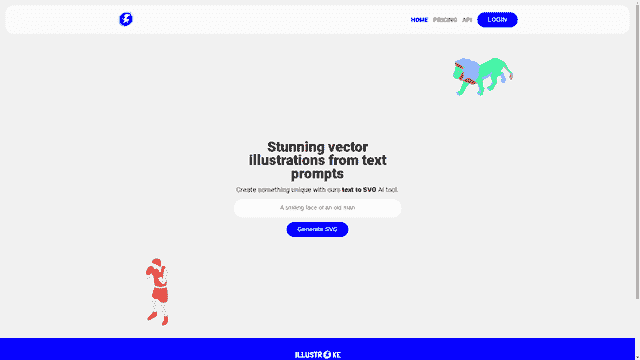 HOME PRICING API LOGIN
Stunning vector
illustrations from text
prompts
Create something unique with ours text to SVG AI tool.
A smiling face of an old man
Generate SVG
ILLUSTROKE